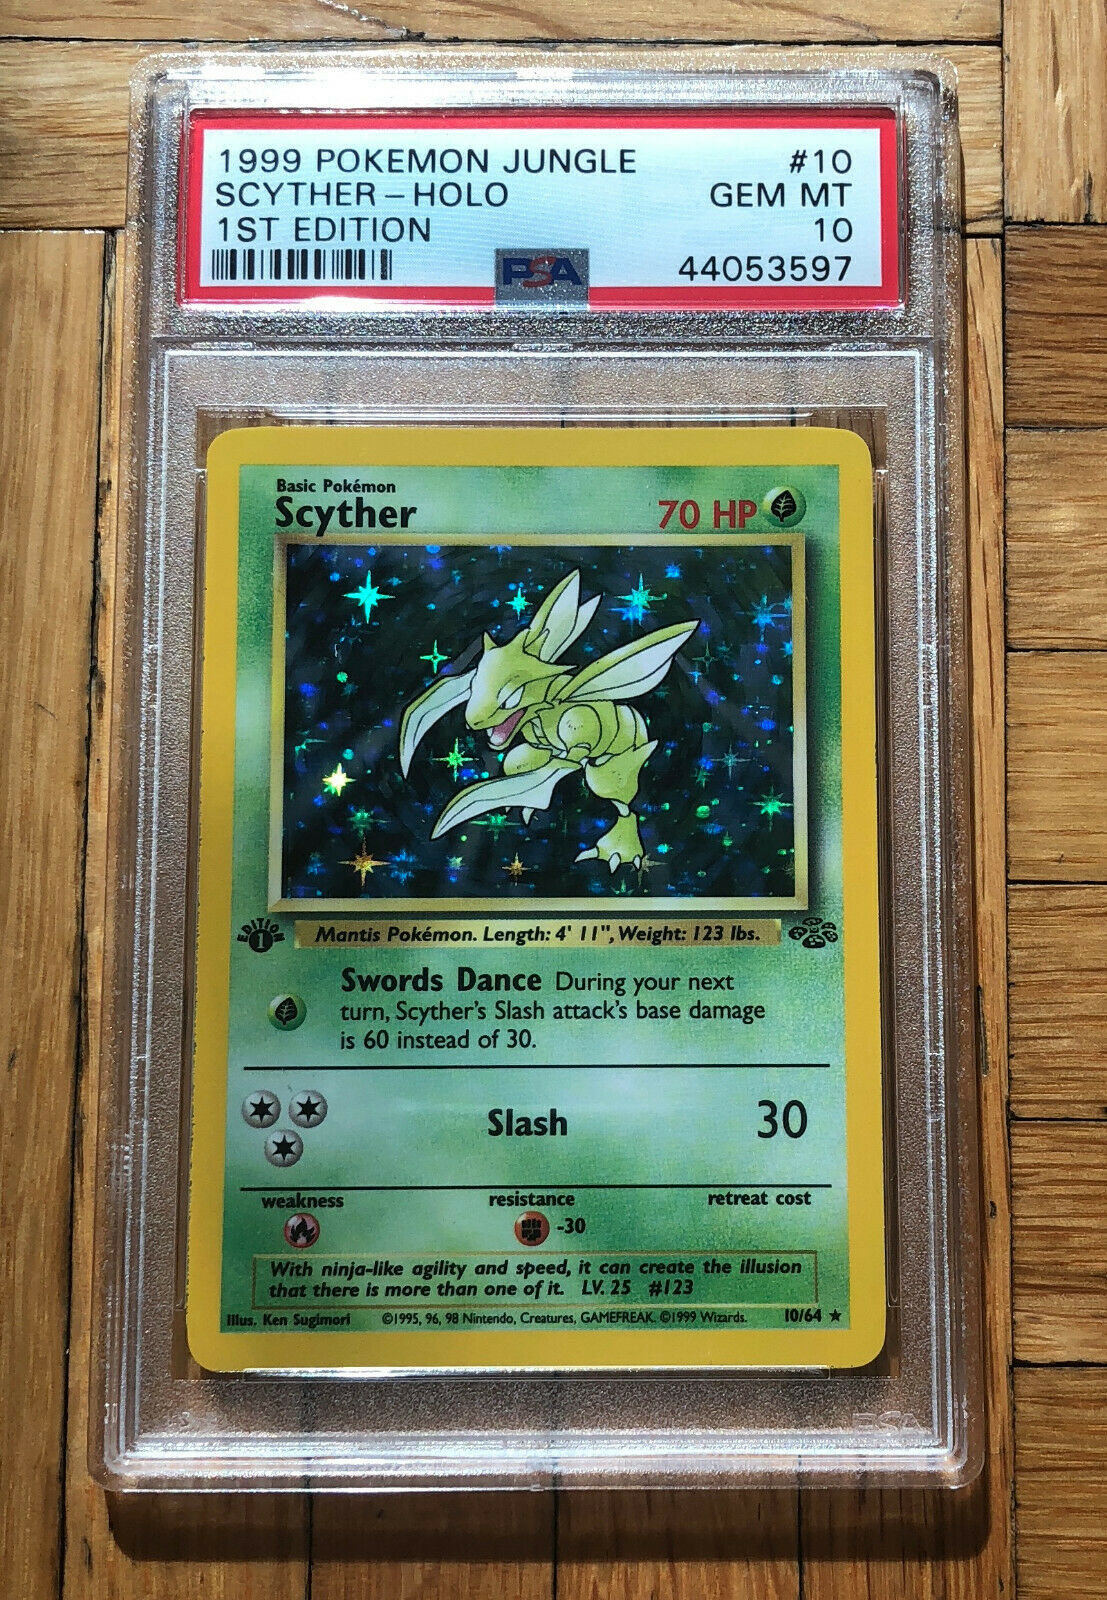 1999 POKEMON JUNGLE #10
SCYTHER-HOLO GEM MT
1ST EDITION 10
PSA 44053597
Basic Pokémon
Scyther 70 HP
EDITION 1
Mantis Pokémon. Length: 4' 11", Weight: 123 lbs.
Swords Dance During your next
turn, Scyther's Slash attack's base damage
is 60 instead of 30.
Slash 30
weakness resistance retreat cost
-30
With ninja-like agility and speed, it can create the illusion
that there is more than one of it. LV. 25 #123
Illus. Ken Sugimori ©1995, 96, 98 Nintendo, Creatures, GAMEFREAK. ©1999 Wizards. 10/64 ★
PSA